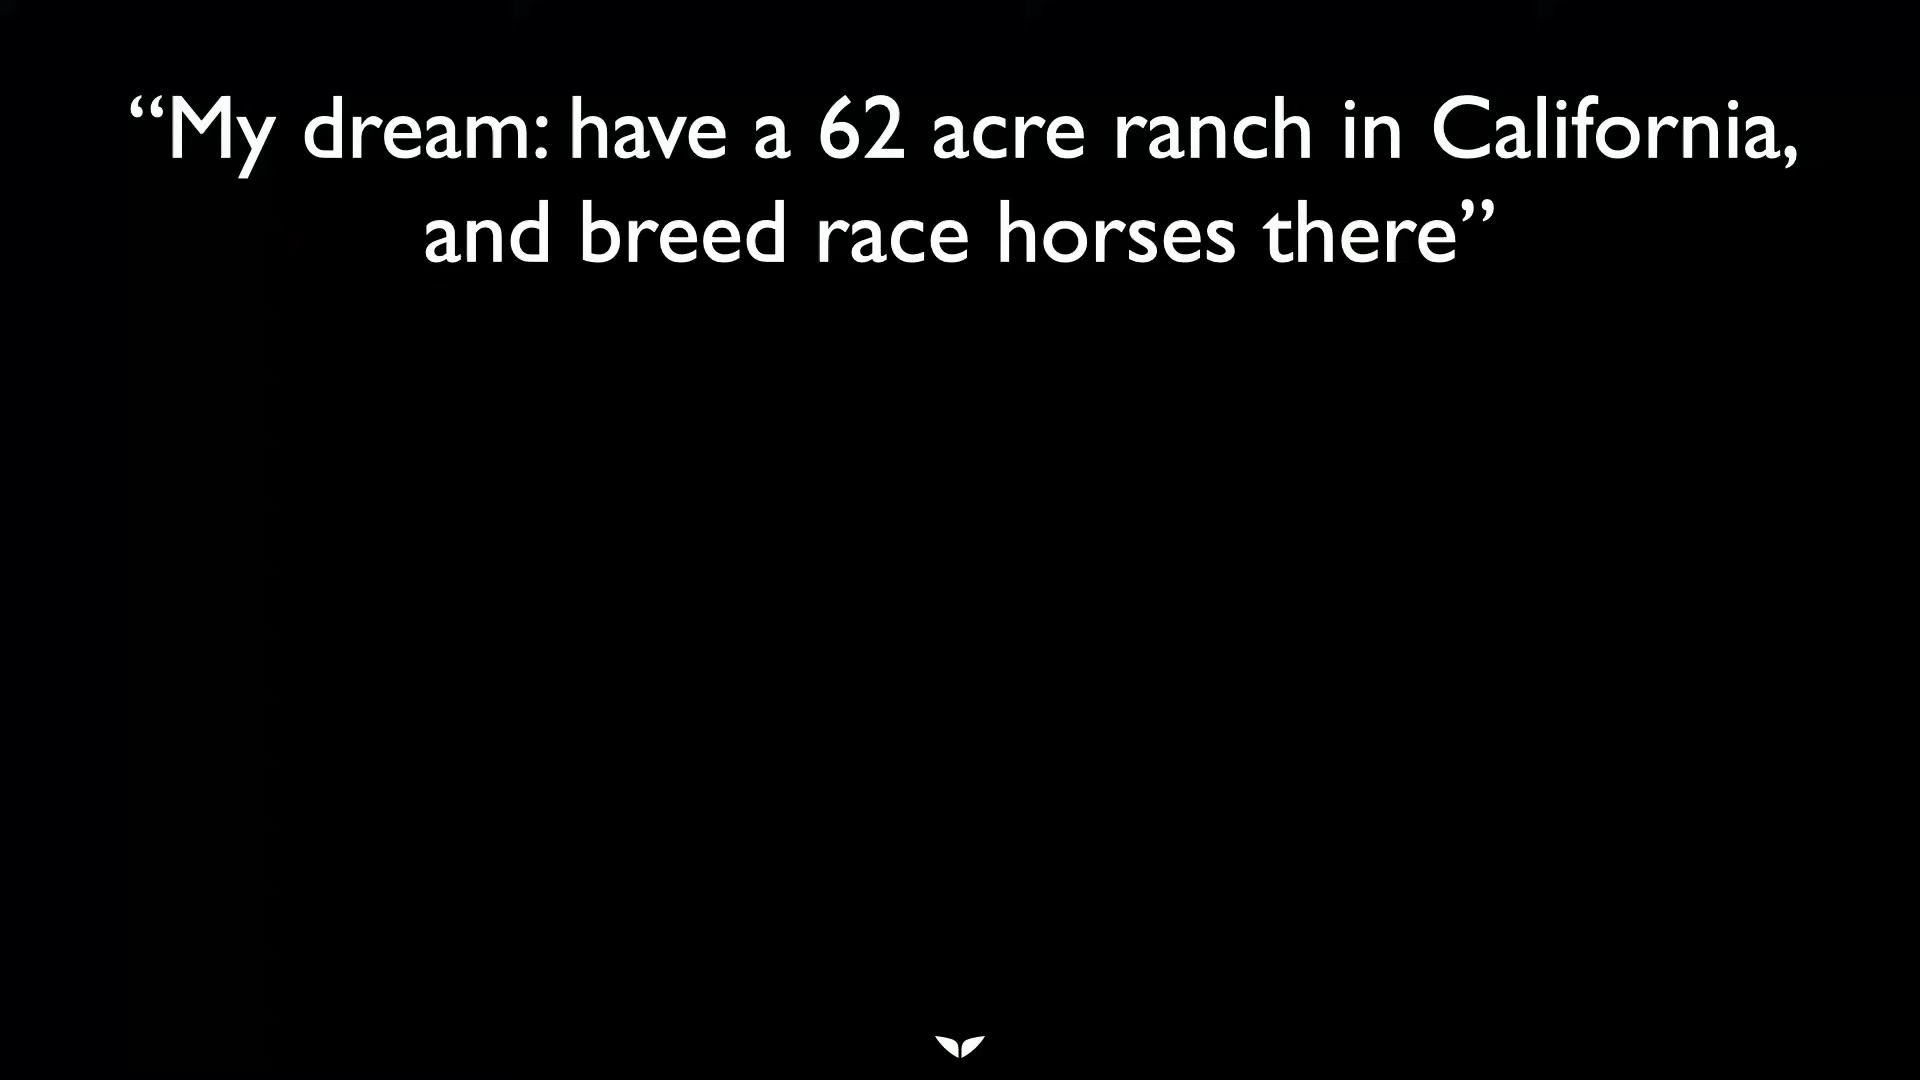 “My dream: have a 62 acre ranch in California,
and breed race horses there”